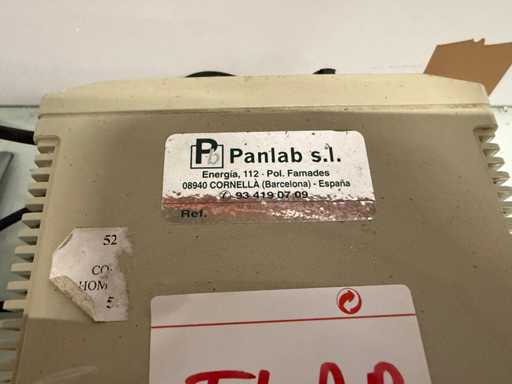 Pb Panlab s.l.
Energía, 112 - Pol. Famades
08940 CORNELLÀ (Barcelona) - España
✆ 93 419 07 09
Ref.
52
CO
HOM
5